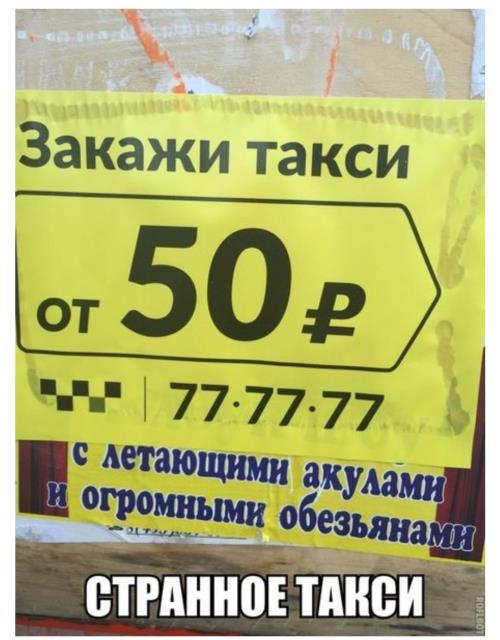 Закажи такси
от 50 ₽
77·77·77
с летающими акулами
и огромными обезьянами
СТРАННОЕ ТАКСИ